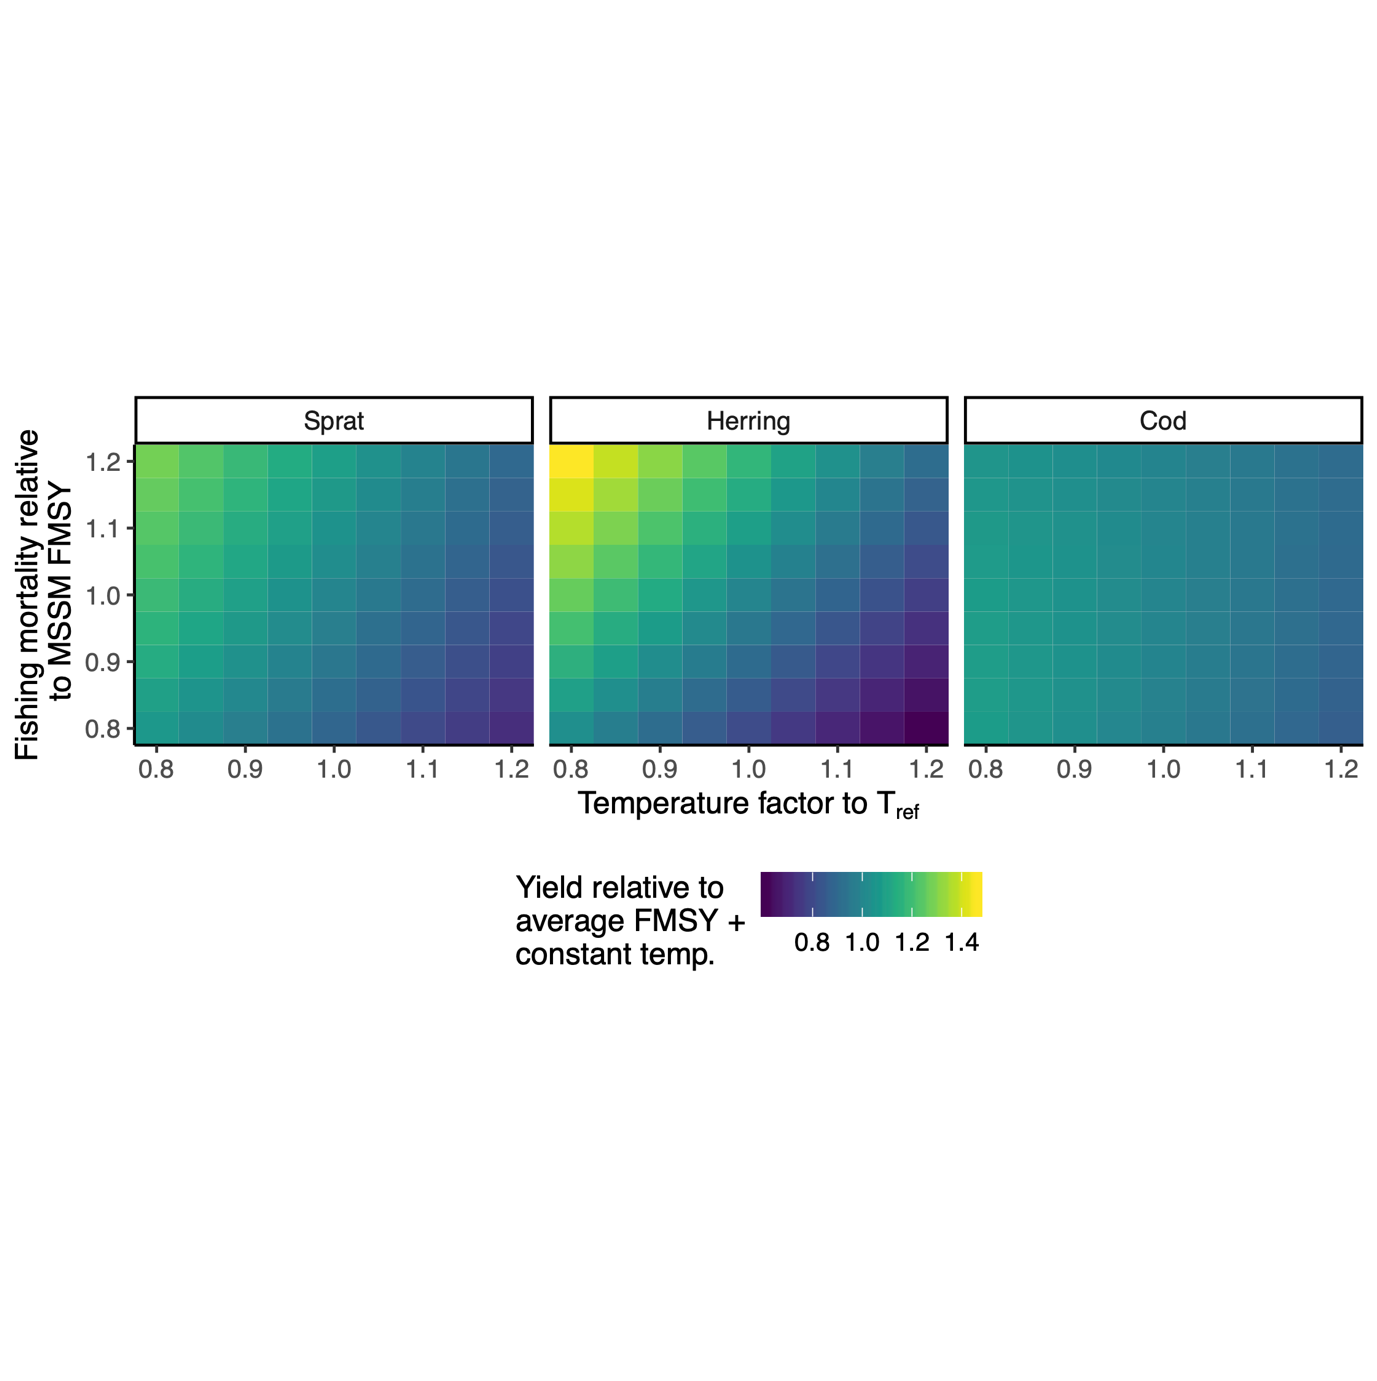 Sprat
Herring
Cod
Fishing mortality relative
to MSSM FMSY
1.2
1.1
1.0
0.9
0.8
0.8 0.9 1.0 1.1 1.2
0.8 0.9 1.0 1.1 1.2
0.8 0.9 1.0 1.1 1.2
Temperature factor to Tref
Yield relative to
average FMSY +
constant temp.
0.8 1.0 1.2 1.4